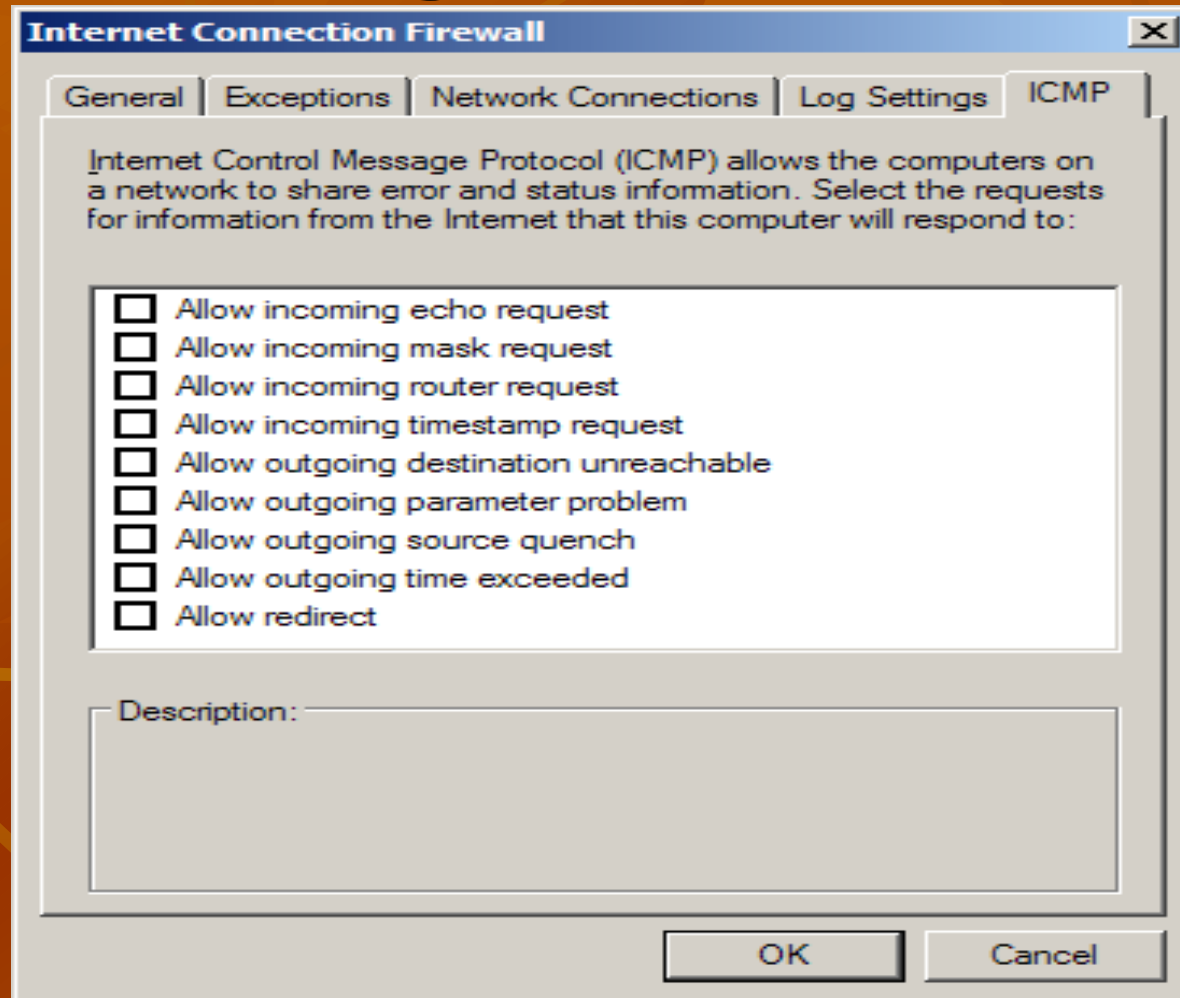 Internet Connection Firewall
General
Exceptions
Network Connections
Log Settings
ICMP
Internet Control Message Protocol (ICMP) allows the computers on
a network to share error and status information. Select the requests
for information from the Internet that this computer will respond to:
Allow incoming echo request
Allow incoming mask request
Allow incoming router request
Allow incoming timestamp request
Allow outgoing destination unreachable
Allow outgoing parameter problem
Allow outgoing source quench
Allow outgoing time exceeded
Allow redirect
Description:
OK
Cancel